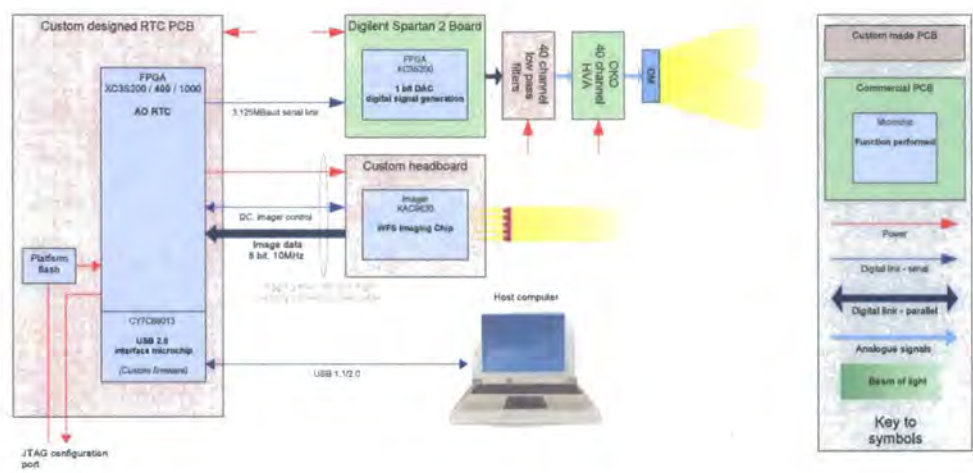 Custom designed RTC PCB
FPGA
XC3S200 / 400 / 1000
AO RTC
Platform
flash
CY7C68013
USB 2.0
interface microchip
(Custom firmware)
JTAG configuration
port
3.125MBaud serial link
Digilent Spartan 2 Board
FPGA
XC3S200
1 bit DAC
digital signal generation
40 channel
low pass
filters
OKO
40 channel
HVA
DM
Custom headboard
Imager
KAC9630
WFS Imaging Chip
I2C, Imager control
Image data
8 bit, 10MHz
Host computer
USB 1.1/2.0
Custom made PCB
Commercial PCB
Microchip
Function performed
Power
Digital link - serial
Digital link - parallel
Analogue signals
Beam of light
Key to
symbols